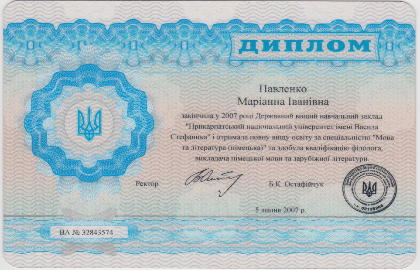 ДИПЛОМ
Павленко
Маріанна Іванівна
закінчила у 2007 році Державний вищий навчальний заклад
"Прикарпатський національний університет імені Василя
Стефаника" і отримала повну вищу освіту за спеціальністю "Мова
та література (німецька)" та здобула кваліфікацію філолога,
викладача німецької мови та зарубіжної літератури.
Ректор
Б.К. Остафійчук
5 липня 2007 р.
ВА № 32843574